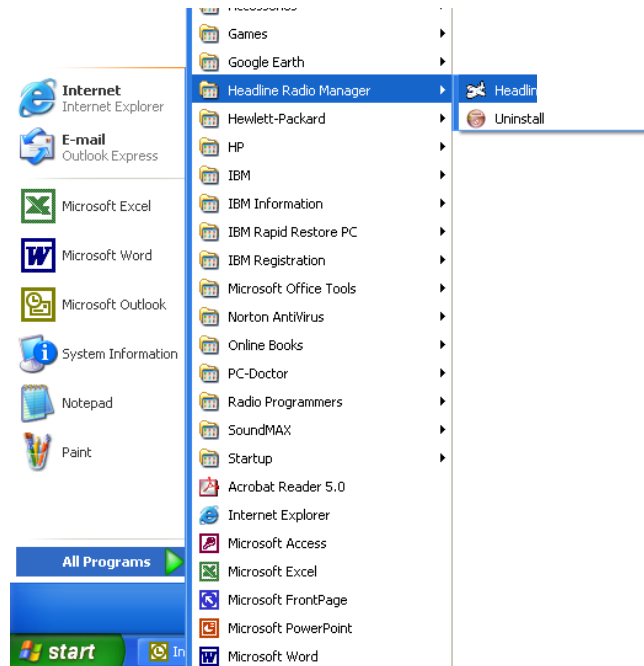 Internet
Internet Explorer
E-mail
Outlook Express
Microsoft Excel
Microsoft Word
Microsoft Outlook
System Information
Notepad
Paint
All Programs
start
In
Accessories
Games
Google Earth
Headline Radio Manager
Hewlett-Packard
HP
IBM
IBM Information
IBM Rapid Restore PC
IBM Registration
Microsoft Office Tools
Norton AntiVirus
Online Books
PC-Doctor
Radio Programmers
SoundMAX
Startup
Acrobat Reader 5.0
Internet Explorer
Microsoft Access
Microsoft Excel
Microsoft FrontPage
Microsoft PowerPoint
Microsoft Word
Headlin
Uninstall